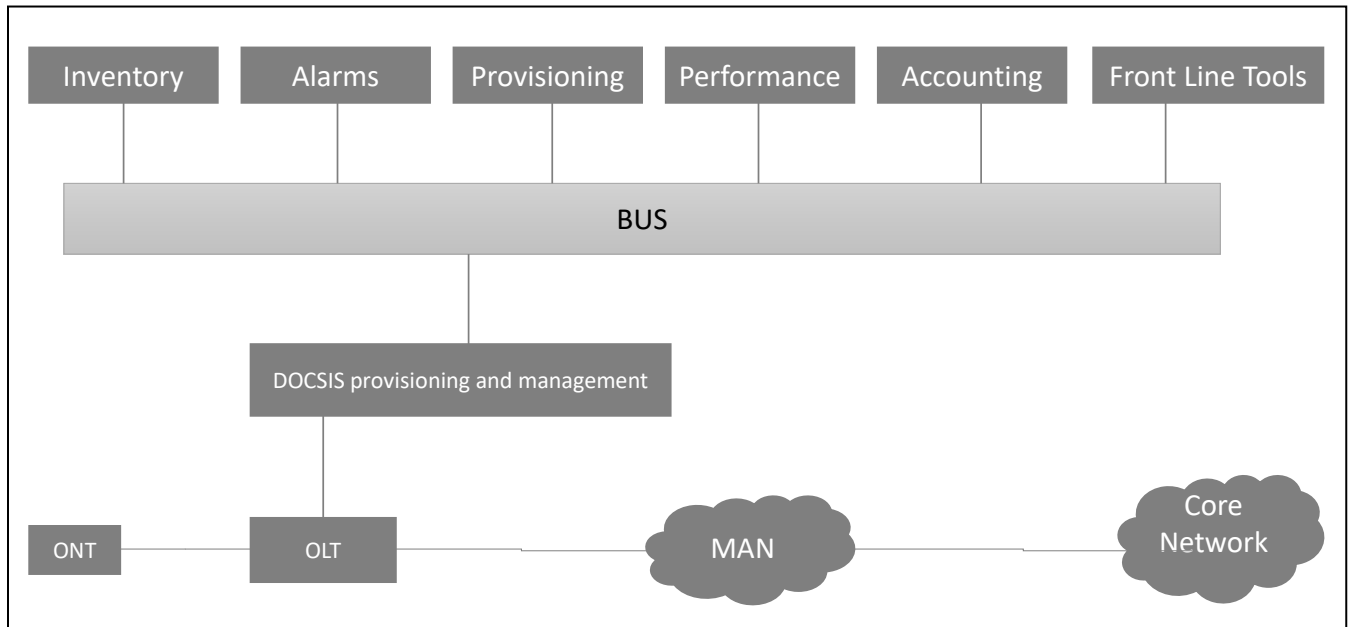 Inventory
Alarms
Provisioning
Performance
Accounting
Front Line Tools
BUS
DOCSIS provisioning and management
ONT
OLT
MAN
Core
Network